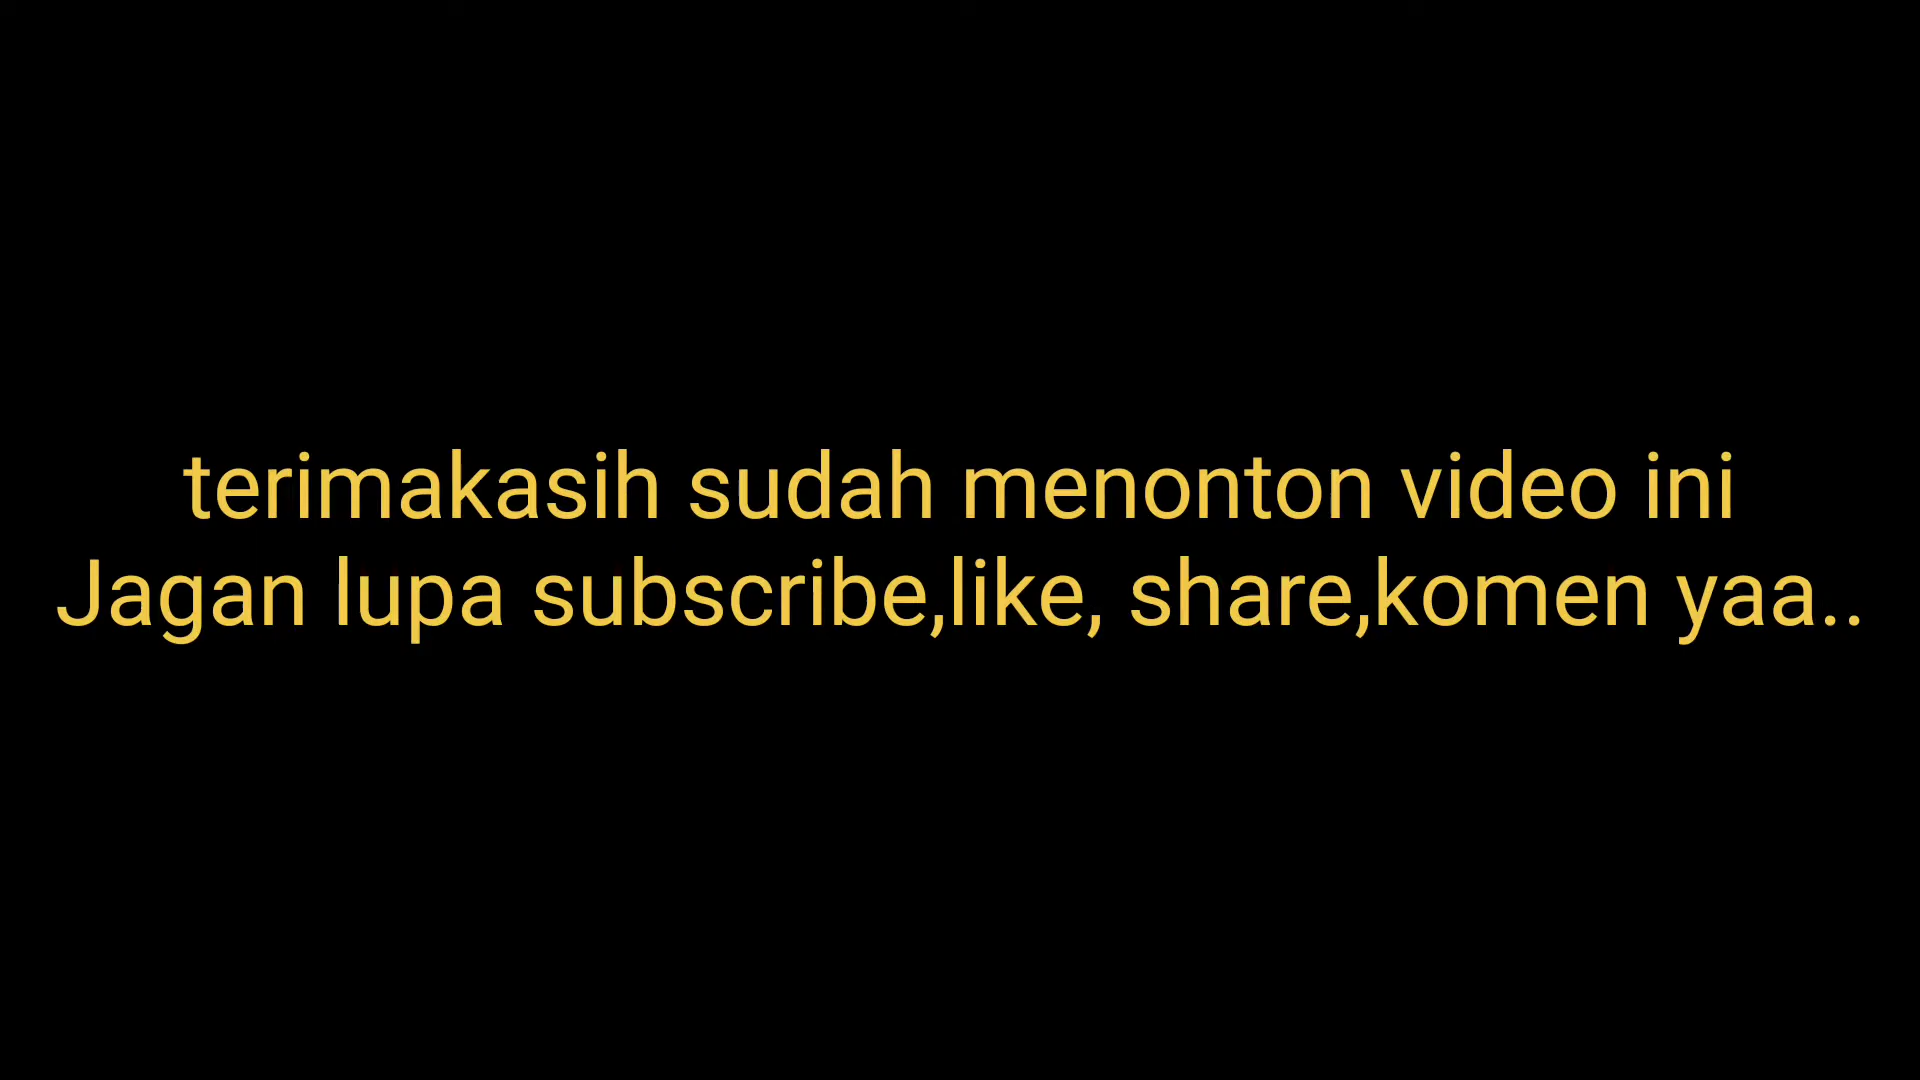 terimakasih sudah menonton video ini
Jagan lupa subscribe,like, share,komen yaa..